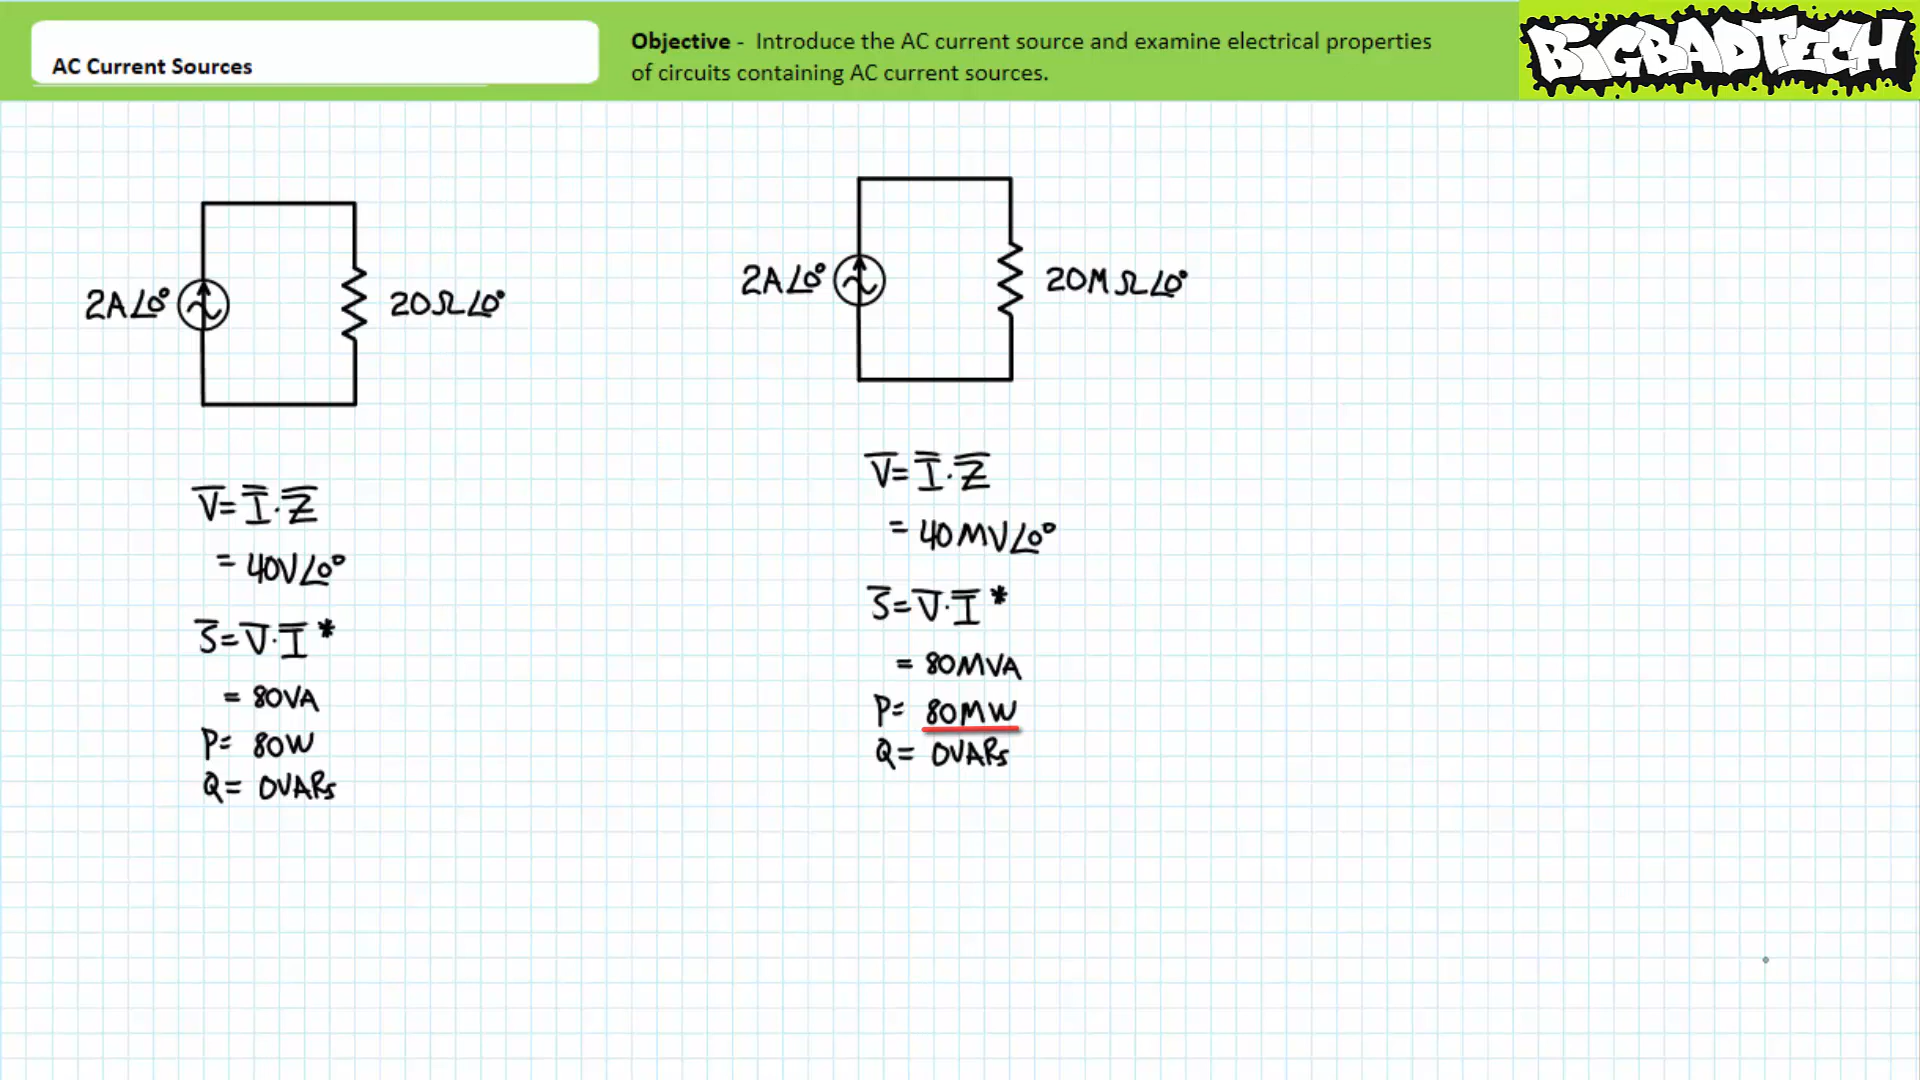 AC Current Sources
Objective - Introduce the AC current source and examine electrical properties
of circuits containing AC current sources.
BIGBADTECH
2A∠0°
20Ω∠0°
V̅=I̅·Z̅
= 40V∠0°
S̅=V̅·I̅*
= 80VA
P= 80W
Q= 0VARs
2A∠0°
20MΩ∠0°
V̅=I̅·Z̅
= 40MV∠0°
S̅=V̅·I̅*
= 80MVA
P= 80MW
Q= 0VARs